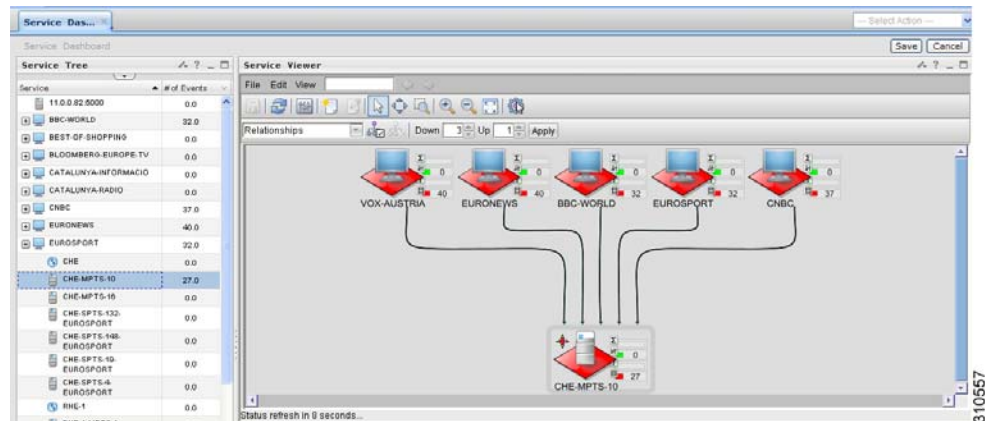 Service Das...
--- Select Action ---
Service Dashboard
Save Cancel
Service Tree
Service Viewer
Service # of Events
File Edit View
11.0.0.82:5000 0.0
BBC-WORLD 32.0
BEST-OF-SHOPPING 0.0
BLOOMBERG-EUROPE-TV 0.0
CATALUNYA-INFORMACIO 0.0
CATALUNYA-RADIO 0.0
CNBC 37.0
EURONEWS 40.0
EUROSPORT 32.0
CHE 0.0
CHE-MPTS-10 27.0
CHE-MPTS-16 0.0
CHE-SPTS-132-
EUROSPORT 0.0
CHE-SPTS-148-
EUROSPORT 0.0
CHE-SPTS-19-
EUROSPORT 0.0
CHE-SPTS-4-
EUROSPORT 0.0
RHE-1 0.0
Relationships Down 3 Up 1 Apply
0 0 0 0 0
40 40 32 32 37
VOX-AUSTRIA EURONEWS BBC-WORLD EUROSPORT CNBC
0
27
CHE-MPTS-10
Status refresh in 8 seconds...
310557